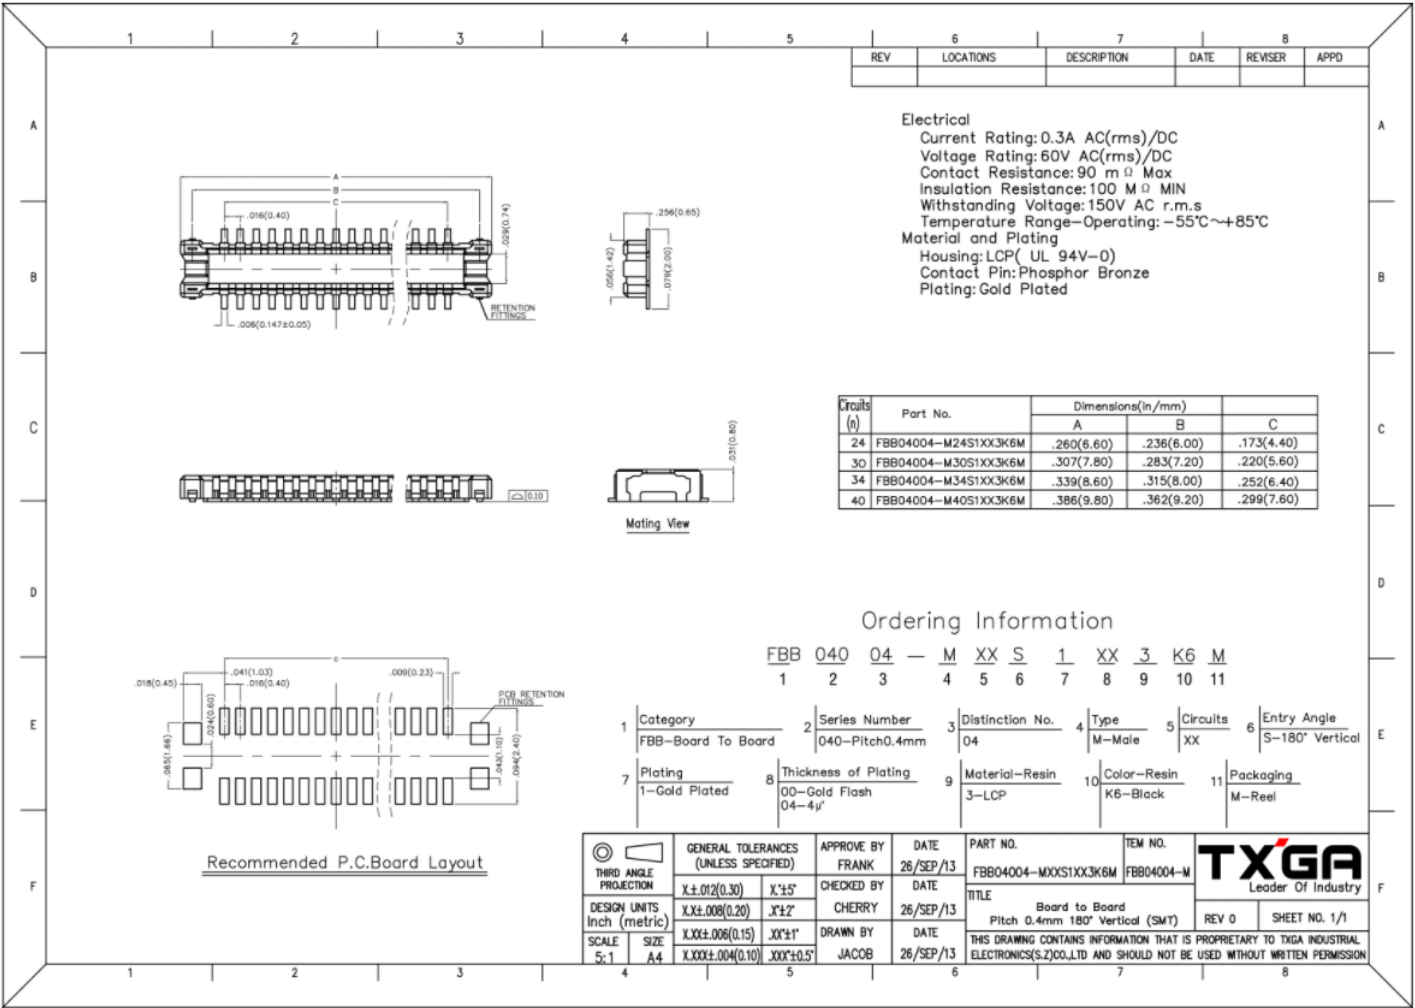 1 2 3 4 5 6 7 8
REV LOCATIONS DESCRIPTION DATE REVISER APPD
A A
B B
C C
D D
E E
F F
Electrical
Current Rating: 0.3A AC(rms)/DC
Voltage Rating: 60V AC(rms)/DC
Contact Resistance: 90 m Ω Max
Insulation Resistance: 100 M Ω MIN
Withstanding Voltage: 150V AC r.m.s
Temperature Range-Operating: -55℃~+85℃
Material and Plating
Housing: LCP( UL 94V-0)
Contact Pin: Phosphor Bronze
Plating: Gold Plated
A
B
C
.016(0.40)
.029(0.74)
RETENTION
FITTINGS
.006(0.147±0.05)
.256(0.65)
.056(1.42)
.079(2.00)
0.10
.031(0.80)
Mating View
Circuits (n) Part No. Dimensions(in/mm)
A B C
24 FBB04004-M24S1XX3K6M .260(6.60) .236(6.00) .173(4.40)
30 FBB04004-M30S1XX3K6M .307(7.80) .283(7.20) .220(5.60)
34 FBB04004-M34S1XX3K6M .339(8.60) .315(8.00) .252(6.40)
40 FBB04004-M40S1XX3K6M .386(9.80) .362(9.20) .299(7.60)
C
.041(1.03)
.009(0.23)
.018(0.45)
.016(0.40)
PCB RETENTION
FITTINGS
.024(0.60)
.065(1.66)
.043(1.10)
.094(2.40)
Recommended P.C.Board Layout
Ordering Information
FBB 040 04 - M XX S 1 XX 3 K6 M
1 2 3 4 5 6 7 8 9 10 11
1 Category
FBB-Board To Board
2 Series Number
040-Pitch0.4mm
3 Distinction No.
04
4 Type
M-Male
5 Circuits
XX
6 Entry Angle
S-180° Vertical
7 Plating
1-Gold Plated
8 Thickness of Plating
00-Gold Flash
04-4μ"
9 Material-Resin
3-LCP
10 Color-Resin
K6-Black
11 Packaging
M-Reel
THIRD ANGLE
PROJECTION
DESIGN UNITS
Inch (metric)
SCALE SIZE
5:1 A4
GENERAL TOLERANCES
(UNLESS SPECIFIED)
X.±.012(0.30) X.°±5°
X.X±.008(0.20) .X°±2°
X.XX±.006(0.15) .XX°±1°
X.XXX±.004(0.10) .XXX°±0.5°
APPROVE BY DATE
FRANK 26/SEP/13
CHECKED BY DATE
CHERRY 26/SEP/13
DRAWN BY DATE
JACOB 26/SEP/13
PART NO. TEM NO.
FBB04004-MXXS1XX3K6M FBB04004-M
TITLE
Board to Board
Pitch 0.4mm 180° Vertical (SMT)
TXGA
Leader Of Industry
REV 0 SHEET NO. 1/1
THIS DRAWING CONTAINS INFORMATION THAT IS PROPRIETARY TO TXGA INDUSTRIAL
ELECTRONICS(S.Z)CO.,LTD AND SHOULD NOT BE USED WITHOUT WRITTEN PERMISSION
1 2 3 4 5 6 7 8